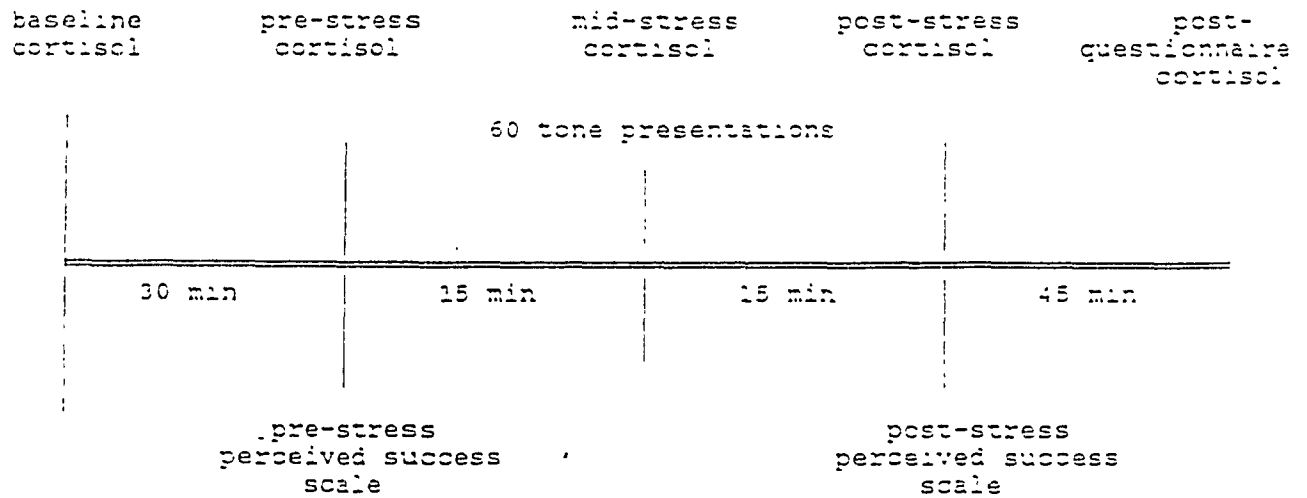 baseline cortisol
pre-stress cortisol
mid-stress cortisol
post-stress cortisol
post-questionnaire cortisol
60 tone presentations
30 min
15 min
15 min
45 min
pre-stress
perceived success
scale
post-stress
perceived success
scale